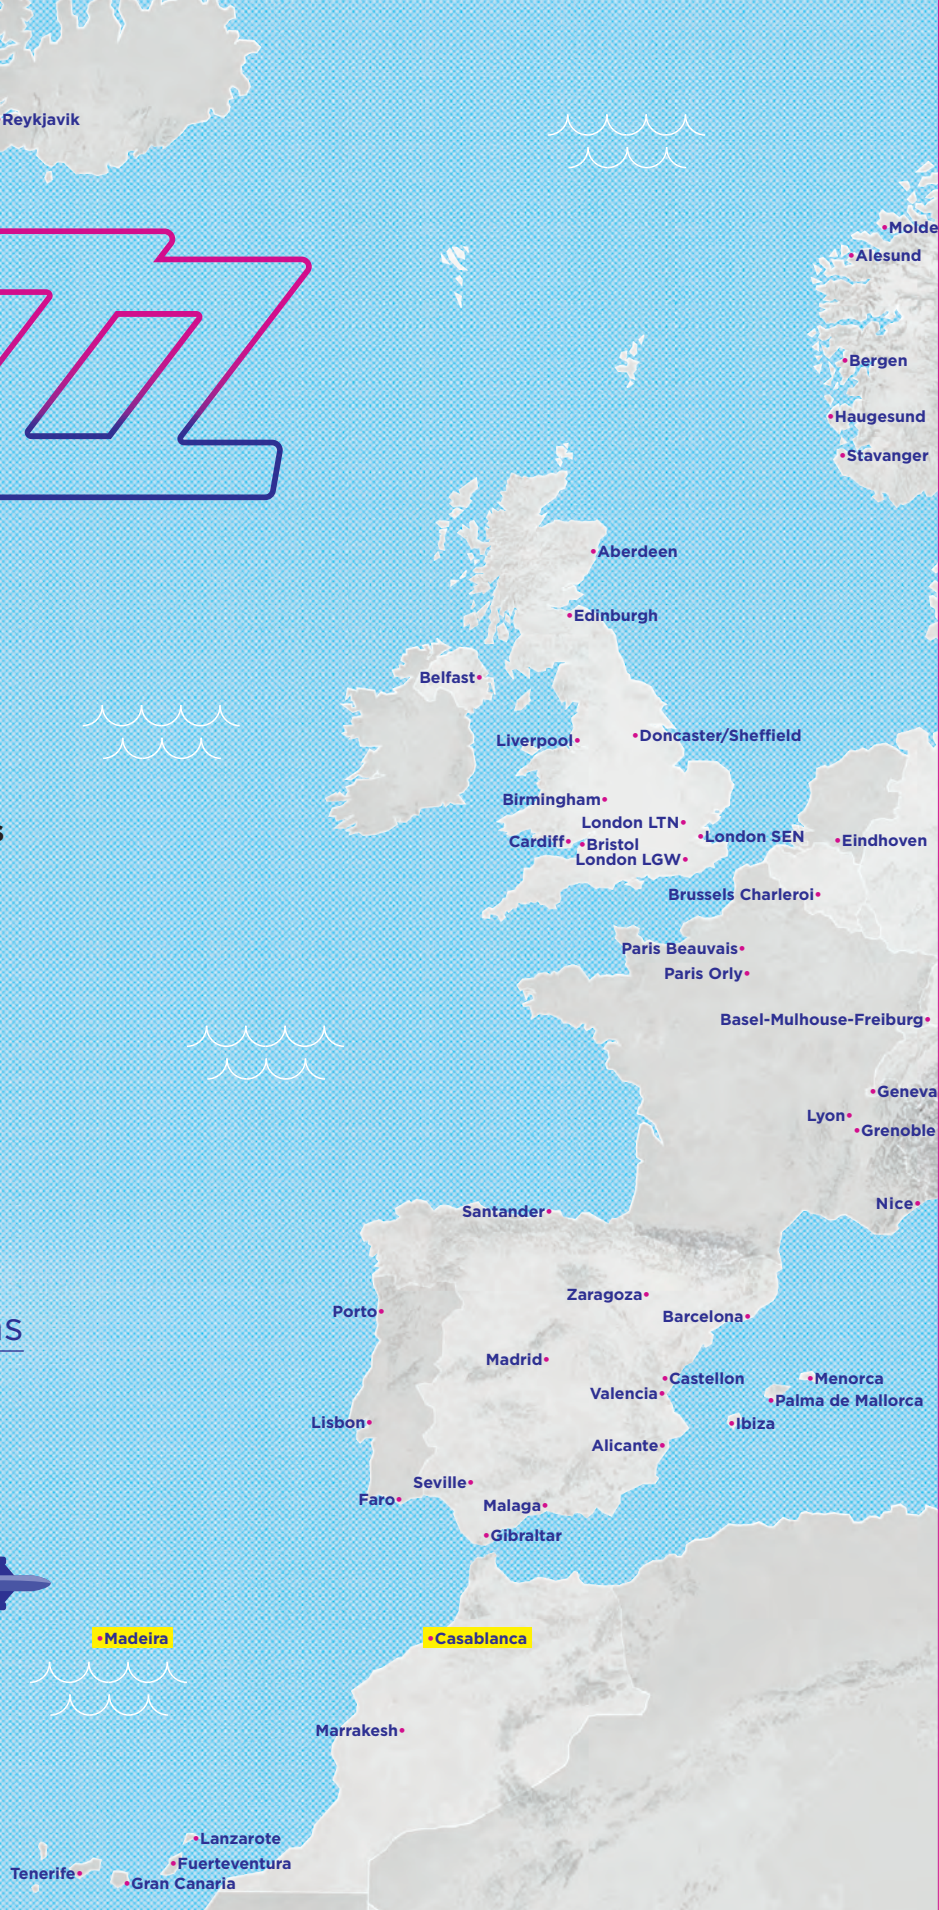 Reykjavik
Molde
Alesund
Bergen
Haugesund
Stavanger
Aberdeen
Edinburgh
Belfast
Doncaster/Sheffield
Liverpool
Birmingham
London LTN
s
London SEN
Cardiff
Bristol
Eindhoven
London LGW
Brussels Charleroi
Paris Beauvais
Paris Orly
Basel-Mulhouse-Freiburg
Geneva
Lyon
Grenoble
Nice
Santander
Zaragoza
Porto
Barcelona
s
Madrid
Castellon
Menorca
Valencia
Palma de Mallorca
Lisbon
Ibiza
Alicante
Seville
Faro
Malaga
Gibraltar
Madeira
Casablanca
Marrakesh
Lanzarote
Fuerteventura
Tenerife
Gran Canaria